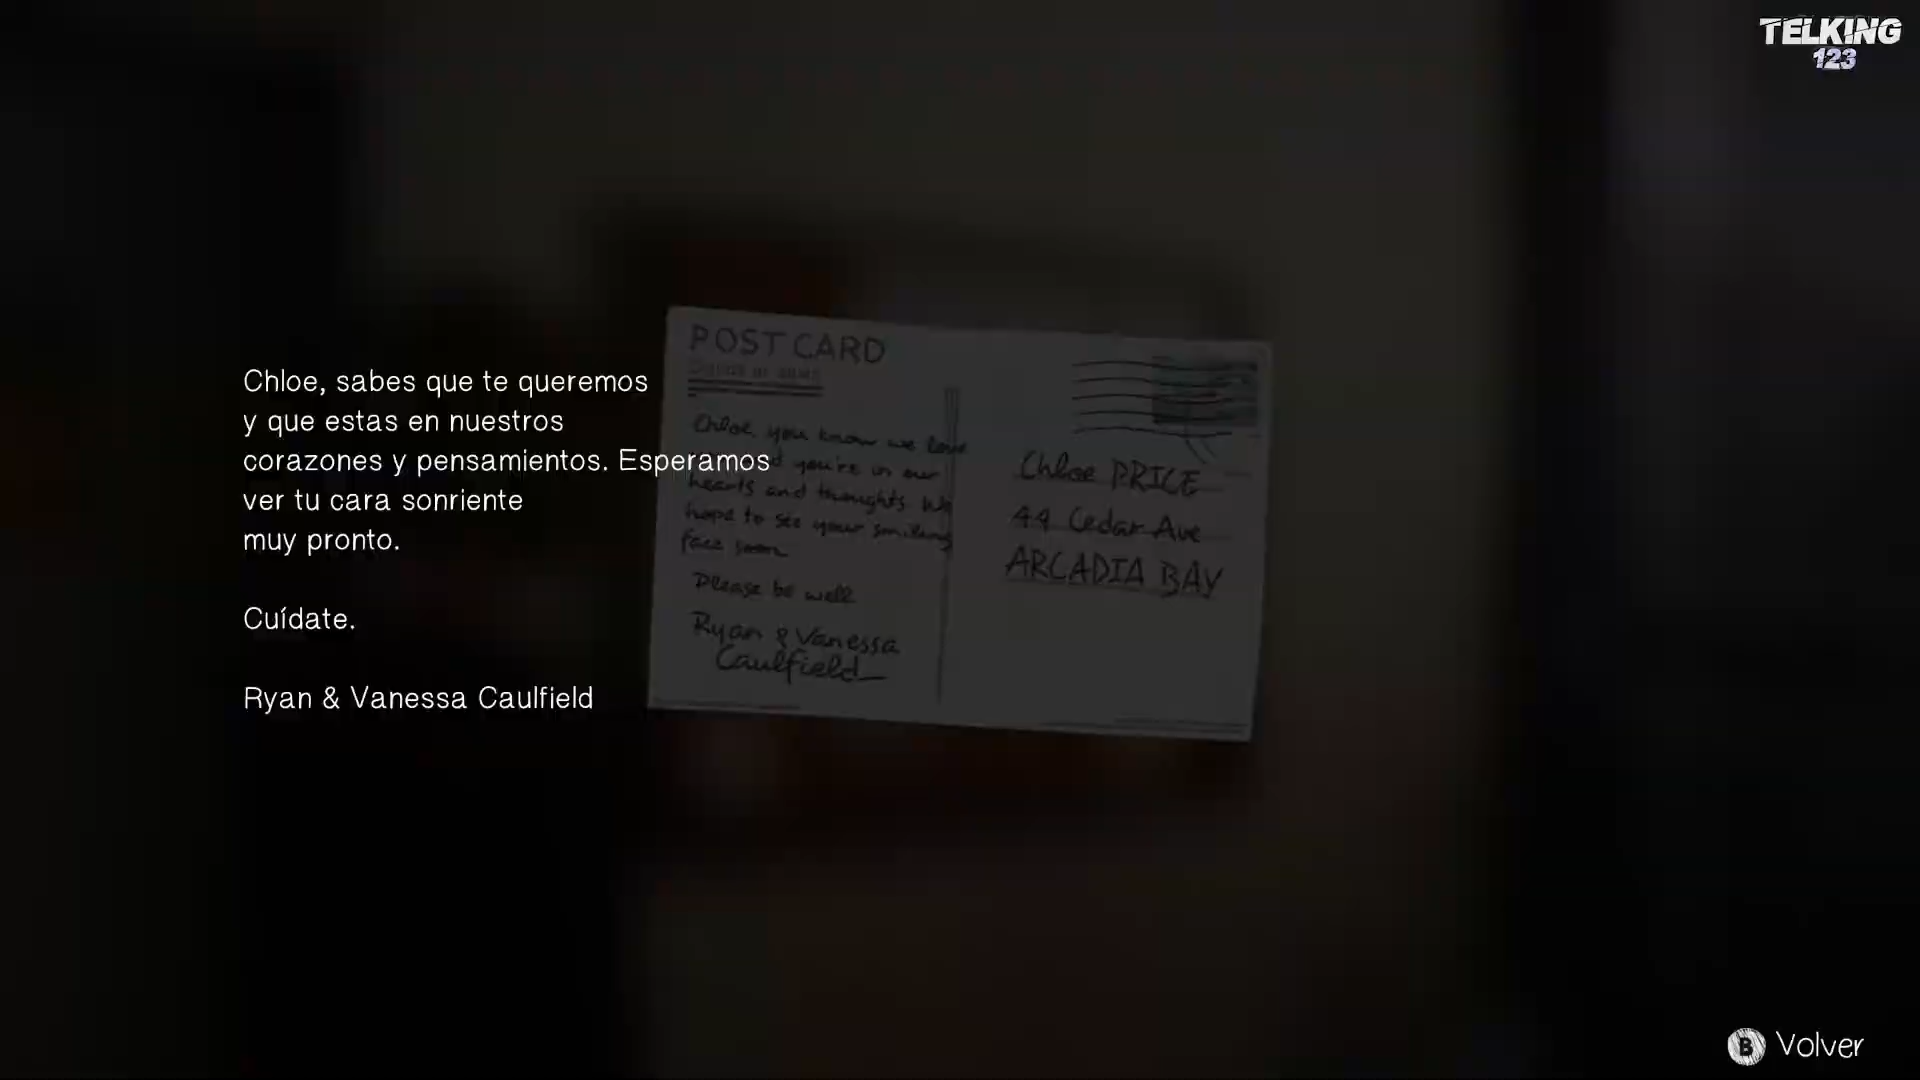 TELKING
123
Chloe, sabes que te queremos
y que estas en nuestros
corazones y pensamientos. Esperamos
ver tu cara sonriente
muy pronto.
Cuídate.
Ryan & Vanessa Caulfield
POST CARD
Chloe, you know we love
you're in our
hearts and thoughts. We
hope to see your smiling
face soon
Please be well
Ryan & Vanessa
Caulfield
Chloe PRICE
44 Cedar Ave
ARCADIA BAY
B Volver